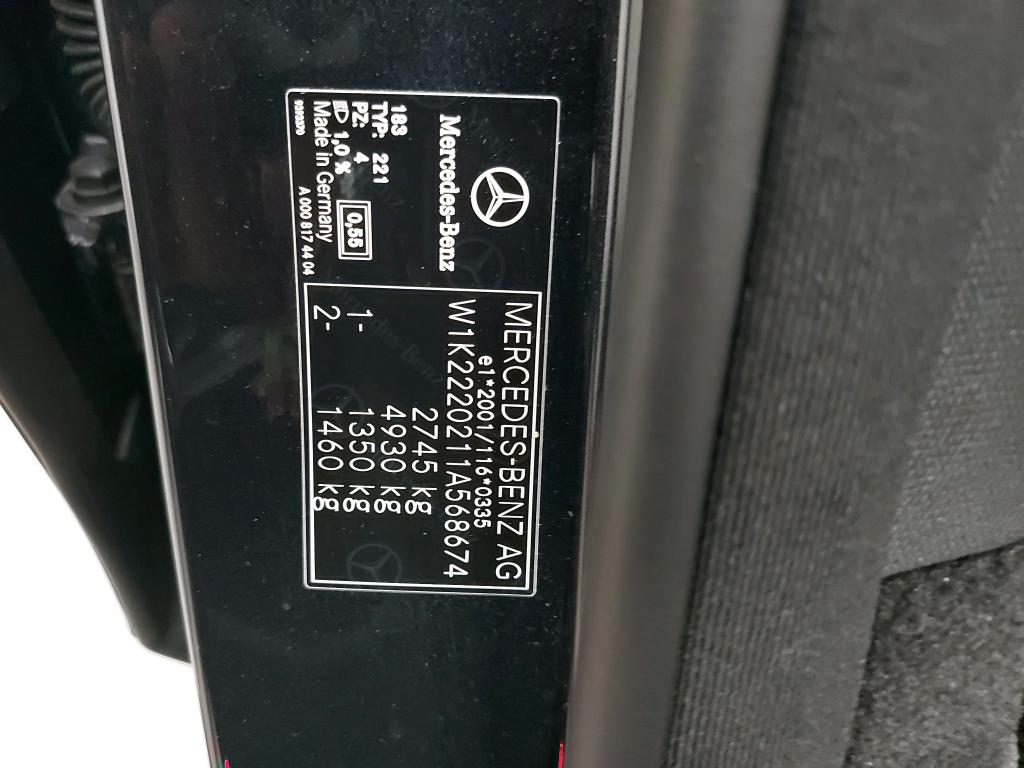 Mercedes-Benz
183
TYP: 221
PZ: 4
1,0 %
0,55
Made in Germany
A 000 817 44 04
MERCEDES-BENZ AG
e1*2001/116*0335
W1K2220211A568674
2745 kg
4930 kg
1- 1350 kg
2- 1460 kg